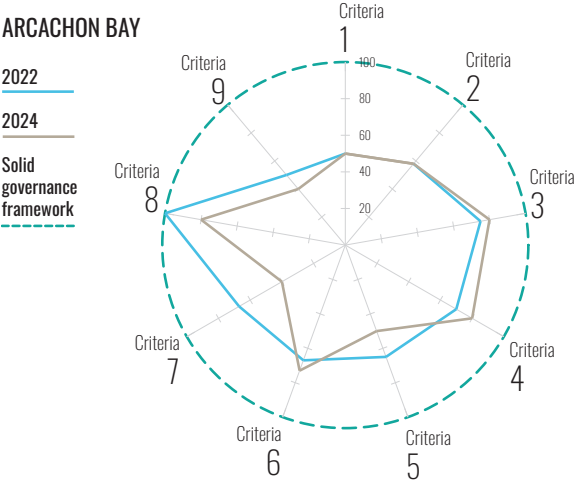 ARCACHON BAY
2022
2024
Solid
governance
framework
Criteria
1
100
80
60
40
20
Criteria
2
Criteria
3
Criteria
4
Criteria
5
Criteria
6
Criteria
7
Criteria
8
Criteria
9